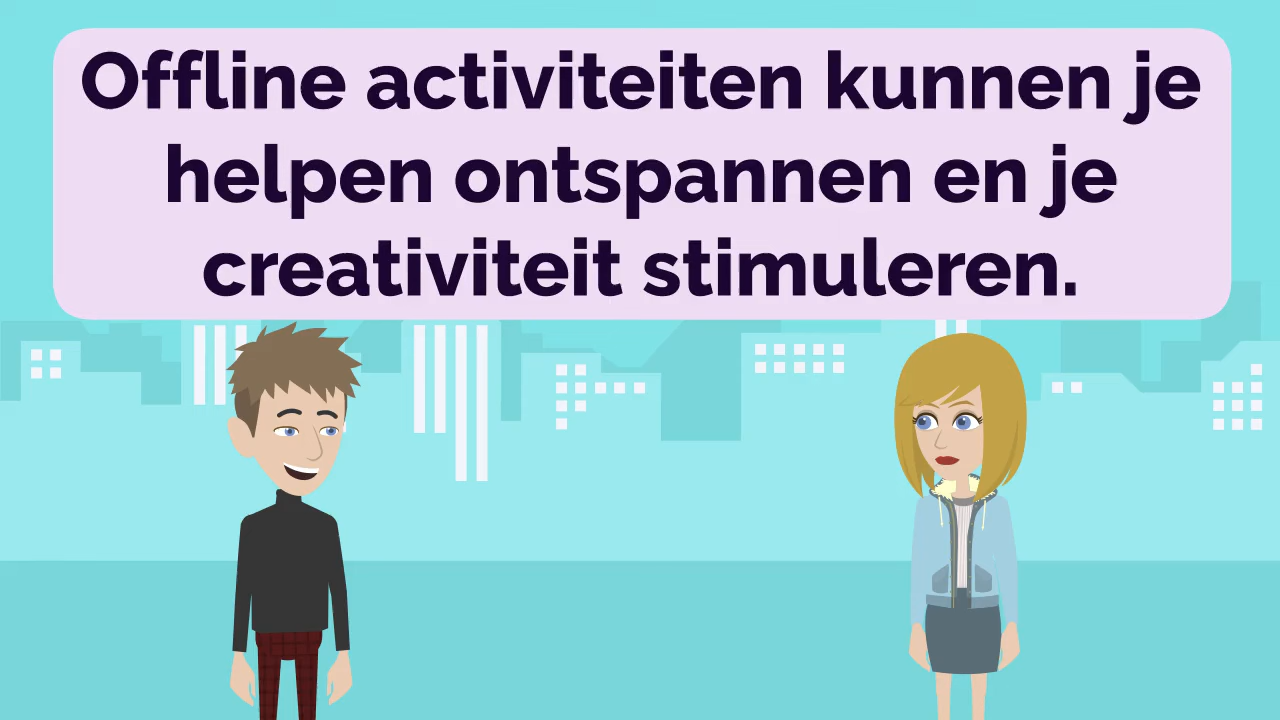 Offline activiteiten kunnen je
helpen ontspannen en je
creativiteit stimuleren.